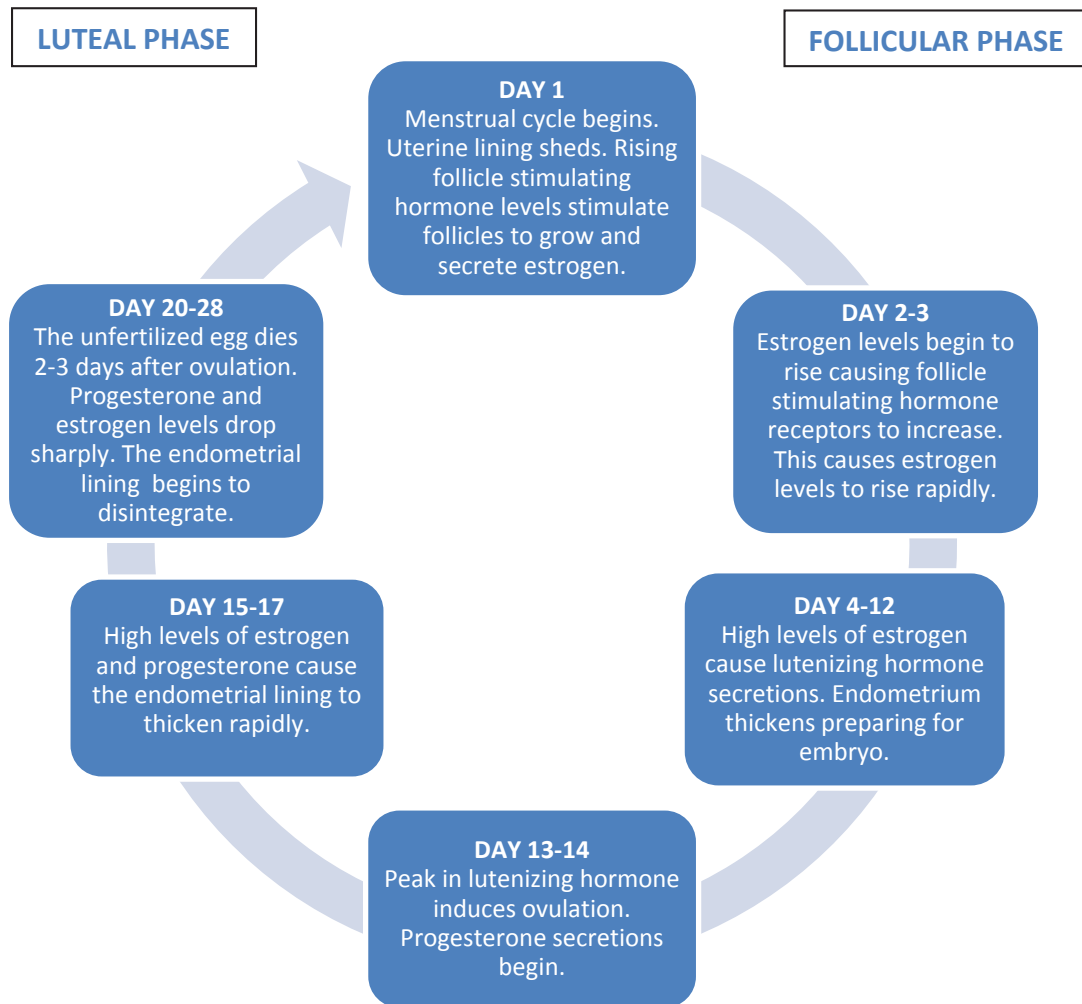 LUTEAL PHASE
FOLLICULAR PHASE
DAY 1
Menstrual cycle begins.
Uterine lining sheds. Rising
follicle stimulating
hormone levels stimulate
follicles to grow and
secrete estrogen.
DAY 2-3
Estrogen levels begin to
rise causing follicle
stimulating hormone
receptors to increase.
This causes estrogen
levels to rise rapidly.
DAY 4-12
High levels of estrogen
cause lutenizing hormone
secretions. Endometrium
thickens preparing for
embryo.
DAY 13-14
Peak in lutenizing hormone
induces ovulation.
Progesterone secretions
begin.
DAY 15-17
High levels of estrogen
and progesterone cause
the endometrial lining to
thicken rapidly.
DAY 20-28
The unfertilized egg dies
2-3 days after ovulation.
Progesterone and
estrogen levels drop
sharply. The endometrial
lining begins to
disintegrate.